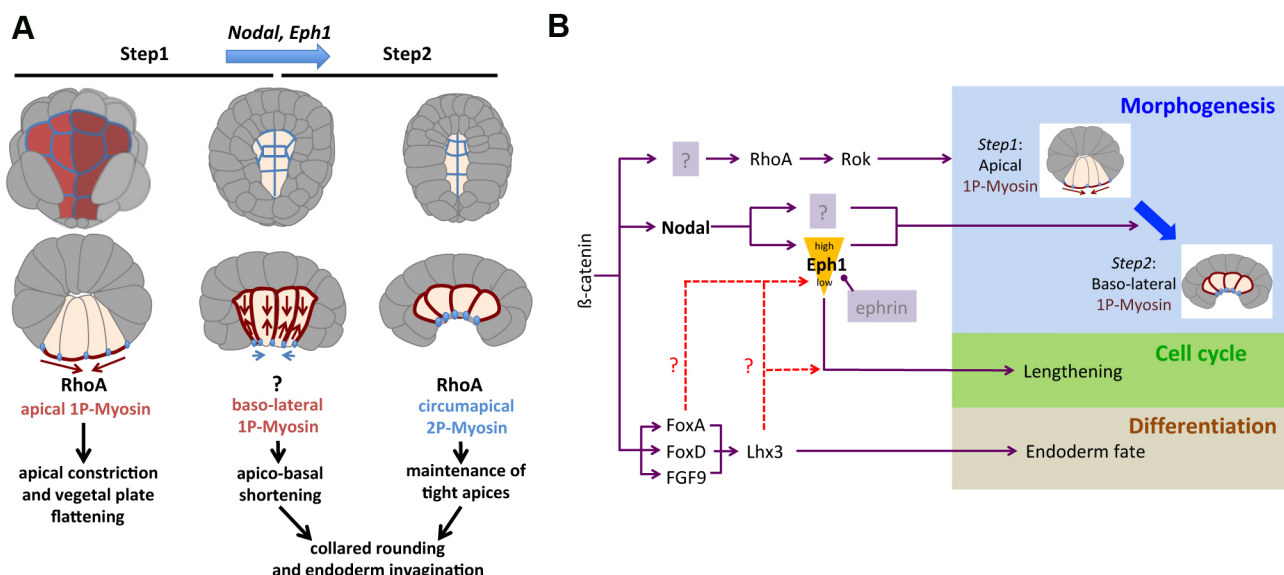 A
Nodal, Eph1
Step1
Step2
RhoA
apical 1P-Myosin
apical constriction
and vegetal plate
flattening
?
baso-lateral
1P-Myosin
apico-basal
shortening
RhoA
circumapical
2P-Myosin
maintenance of
tight apices
collared rounding
and endoderm invagination
B
ß-catenin
?
RhoA
Rok
Nodal
?
high
Eph1
low
ephrin
?
?
FoxA
FoxD
FGF9
Lhx3
Morphogenesis
Step1:
Apical
1P-Myosin
Step2:
Baso-lateral
1P-Myosin
Cell cycle
Lengthening
Differentiation
Endoderm fate